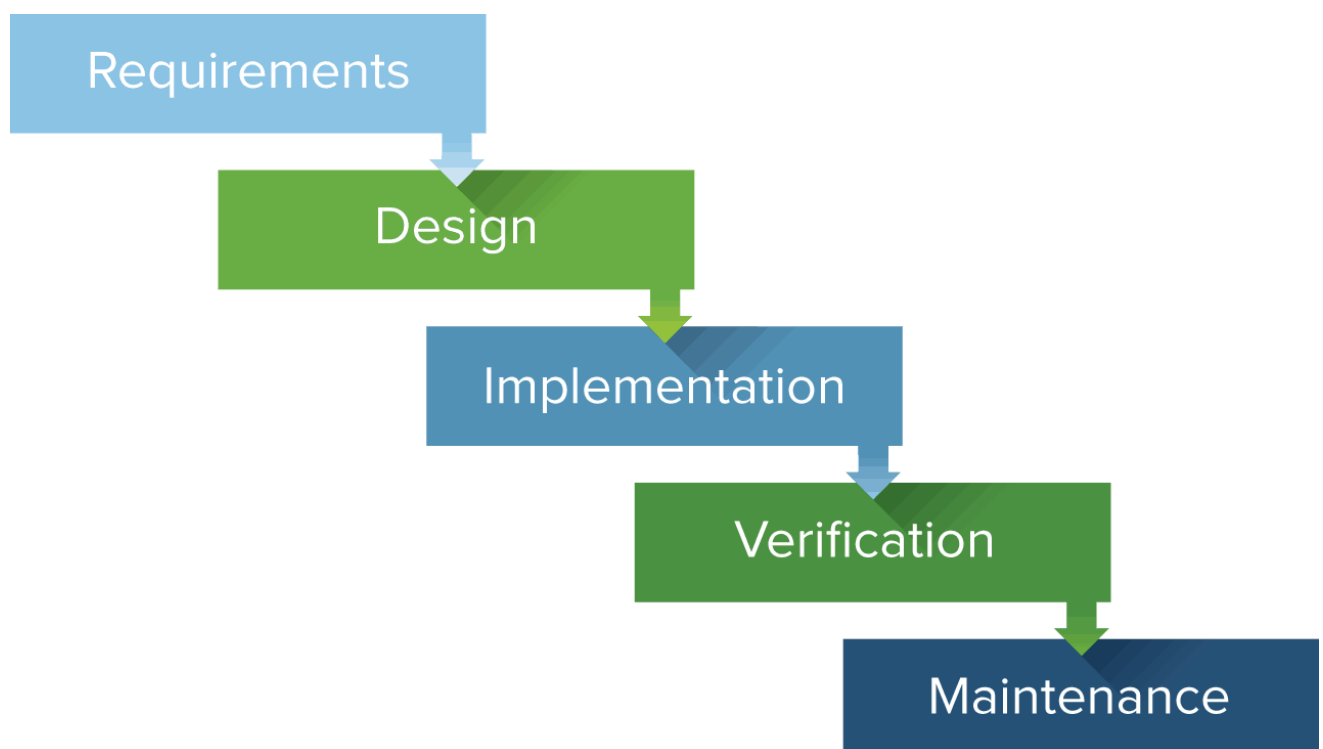 Requirements
Design
Implementation
Verification
Maintenance